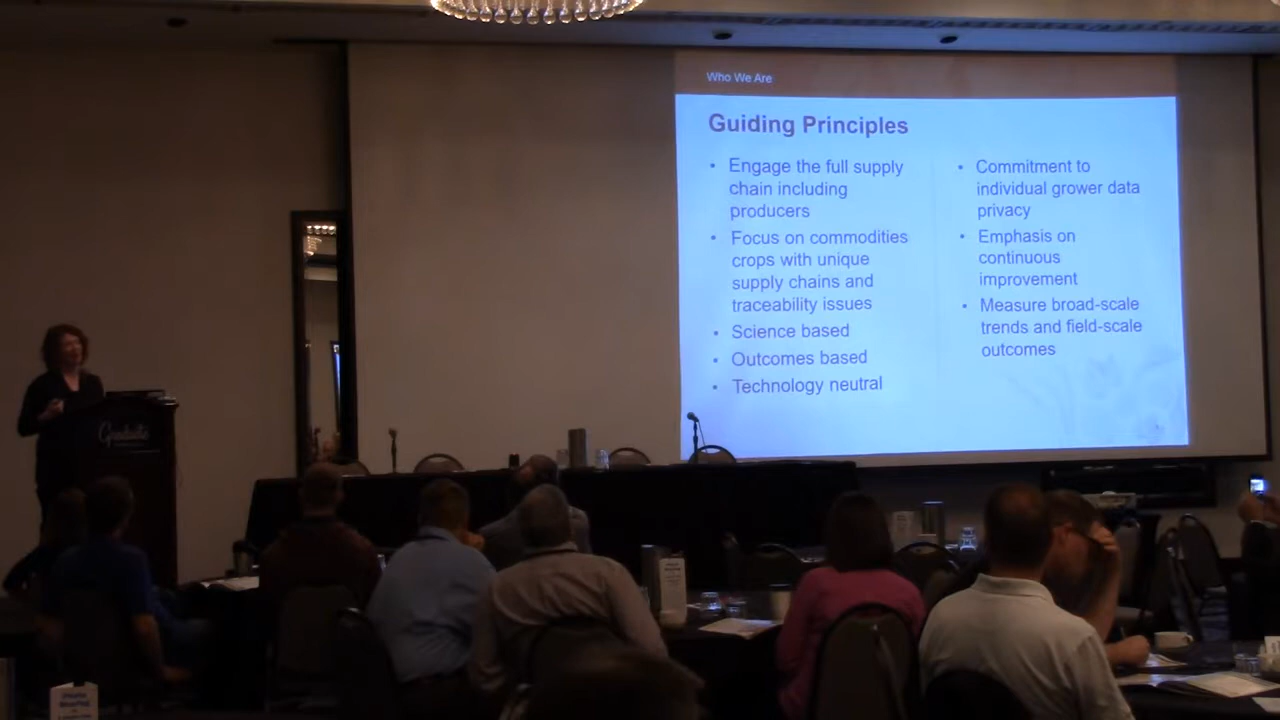 Who We Are
Guiding Principles
• Engage the full supply
chain including
producers
• Focus on commodities
crops with unique
supply chains and
traceability issues
• Science based
• Outcomes based
• Technology neutral
• Commitment to
individual grower data
privacy
• Emphasis on
continuous
improvement
• Measure broad-scale
trends and field-scale
outcomes
Graduate